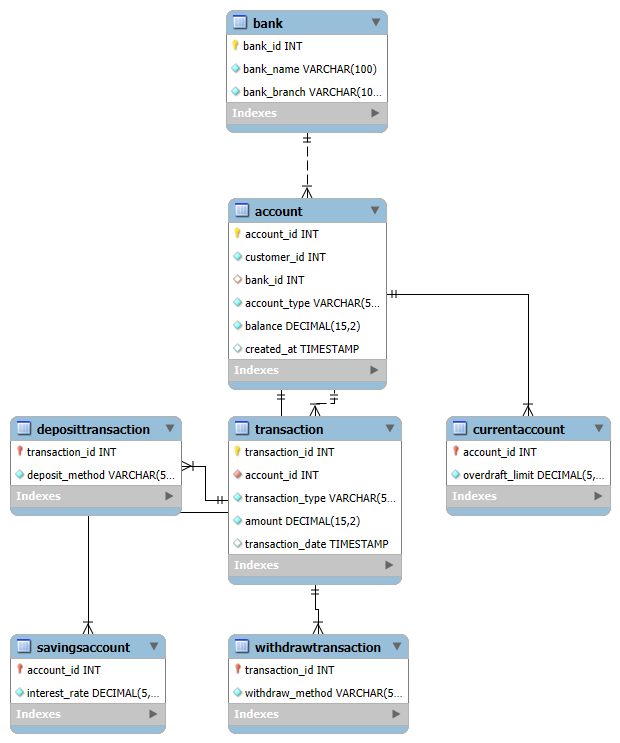 bank
bank_id INT
bank_name VARCHAR(100)
bank_branch VARCHAR(10...
Indexes
account
account_id INT
customer_id INT
bank_id INT
account_type VARCHAR(5...
balance DECIMAL(15,2)
created_at TIMESTAMP
Indexes
deposittransaction
transaction_id INT
deposit_method VARCHAR(5...
Indexes
transaction
transaction_id INT
account_id INT
transaction_type VARCHAR(5...
amount DECIMAL(15,2)
transaction_date TIMESTAMP
Indexes
currentaccount
account_id INT
overdraft_limit DECIMAL(5,...
Indexes
savingsaccount
account_id INT
interest_rate DECIMAL(5,...
Indexes
withdrawtransaction
transaction_id INT
withdraw_method VARCHAR(5...
Indexes